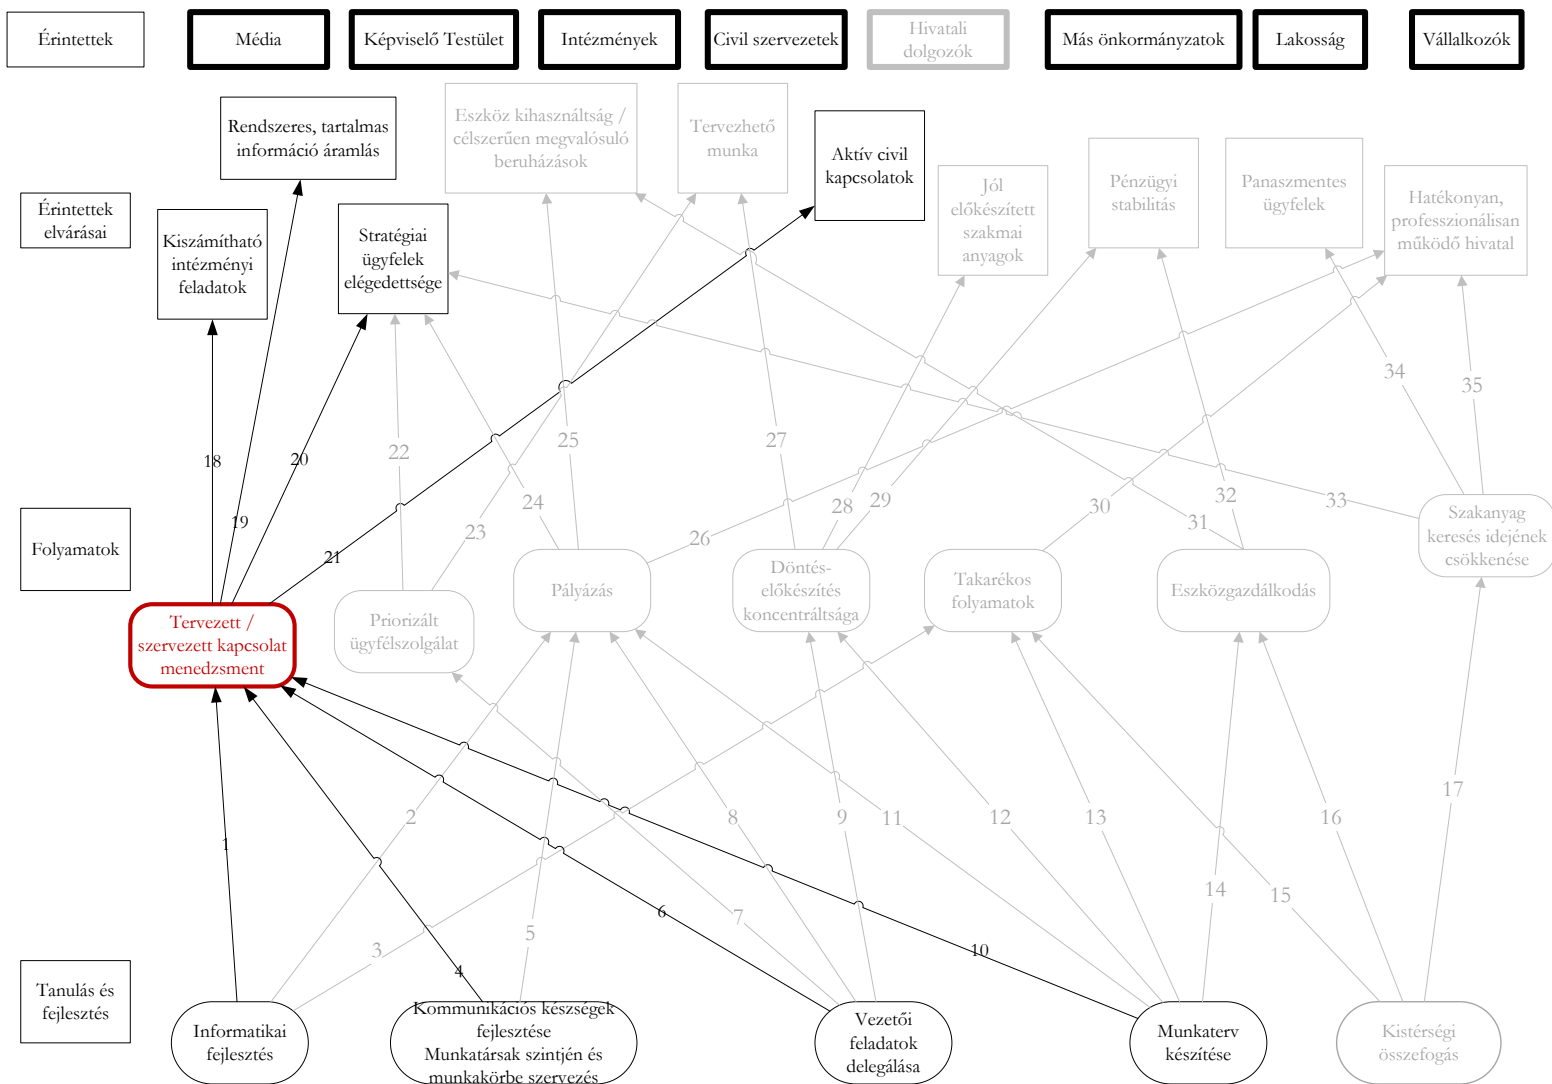 Érintettek
Média
Képviselő Testület
Intézmények
Civil szervezetek
Hivatali
dolgozók
Más önkormányzatok
Lakosság
Vállalkozók
Érintettek
elvárásai
Rendszeres, tartalmas
információ áramlás
Eszköz kihasználtság /
célszerűen megvalósuló
beruházások
Tervezhető
munka
Aktív civil
kapcsolatok
Kiszámítható
intézményi
feladatok
Stratégiai
ügyfelek
elégedettsége
Jól
előkészített
szakmai
anyagok
Pénzügyi
stabilitás
Panaszmentes
ügyfelek
Hatékonyan,
professzionálisan
működő hivatal
18
19
20
21
22
23
24
25
26
27
28
29
30
31
32
33
34
35
Folyamatok
Tervezett /
szervezett kapcsolat
menedzsment
Priorizált
ügyfélszolgálat
Pályázás
Döntés-
előkészítés
koncentráltsága
Takarékos
folyamatok
Eszközgazdálkodás
Szakanyag
keresés idejének
csökkenése
1
2
3
4
5
6
7
8
9
10
11
12
13
14
15
16
17
Tanulás és
fejlesztés
Informatikai
fejlesztés
Kommunikációs készségek
fejlesztése
Munkatársak szintjén és
munkakörbe szervezés
Vezetői
feladatok
delegálása
Munkaterv
készítése
Kistérségi
összefogás